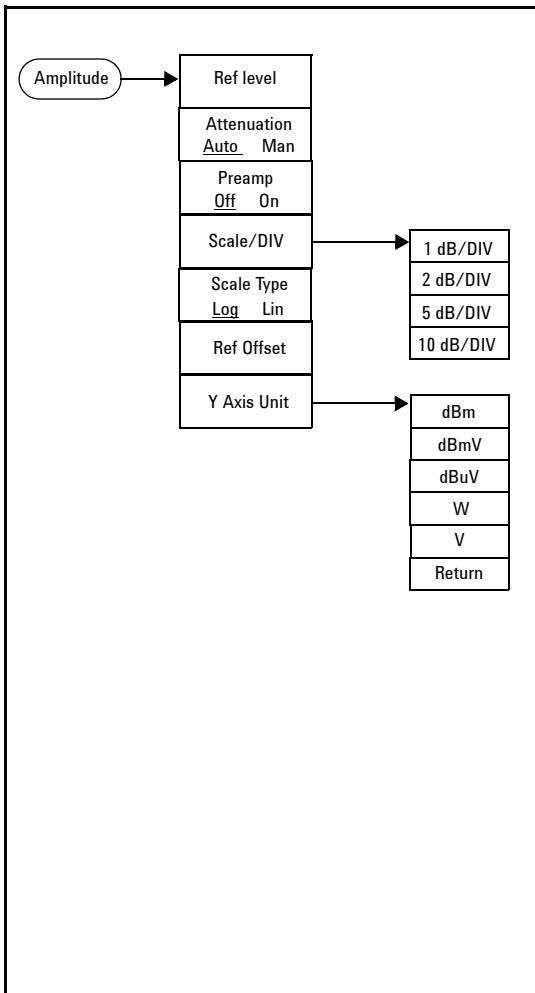 Amplitude
Ref level
Attenuation
Auto Man
Preamp
Off On
Scale/DIV
1 dB/DIV
2 dB/DIV
5 dB/DIV
10 dB/DIV
Scale Type
Log Lin
Ref Offset
Y Axis Unit
dBm
dBmV
dBuV
W
V
Return